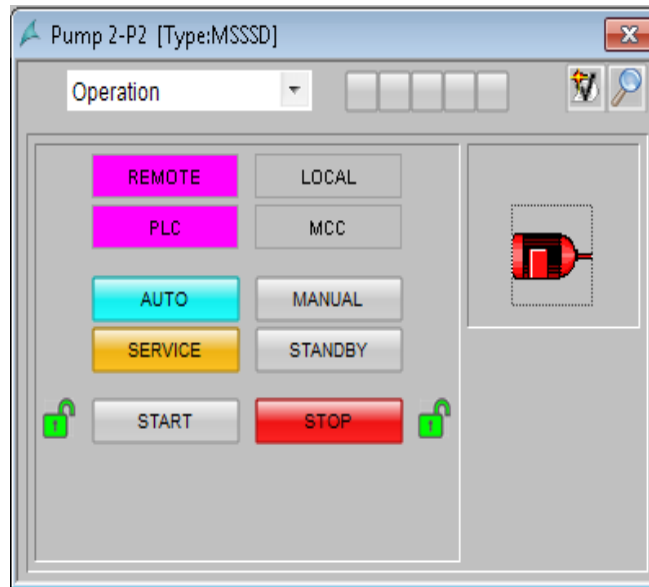 Pump 2-P2 [Type:MSSSD]
Operation
REMOTE LOCAL
PLC MCC
AUTO MANUAL
SERVICE STANDBY
START STOP